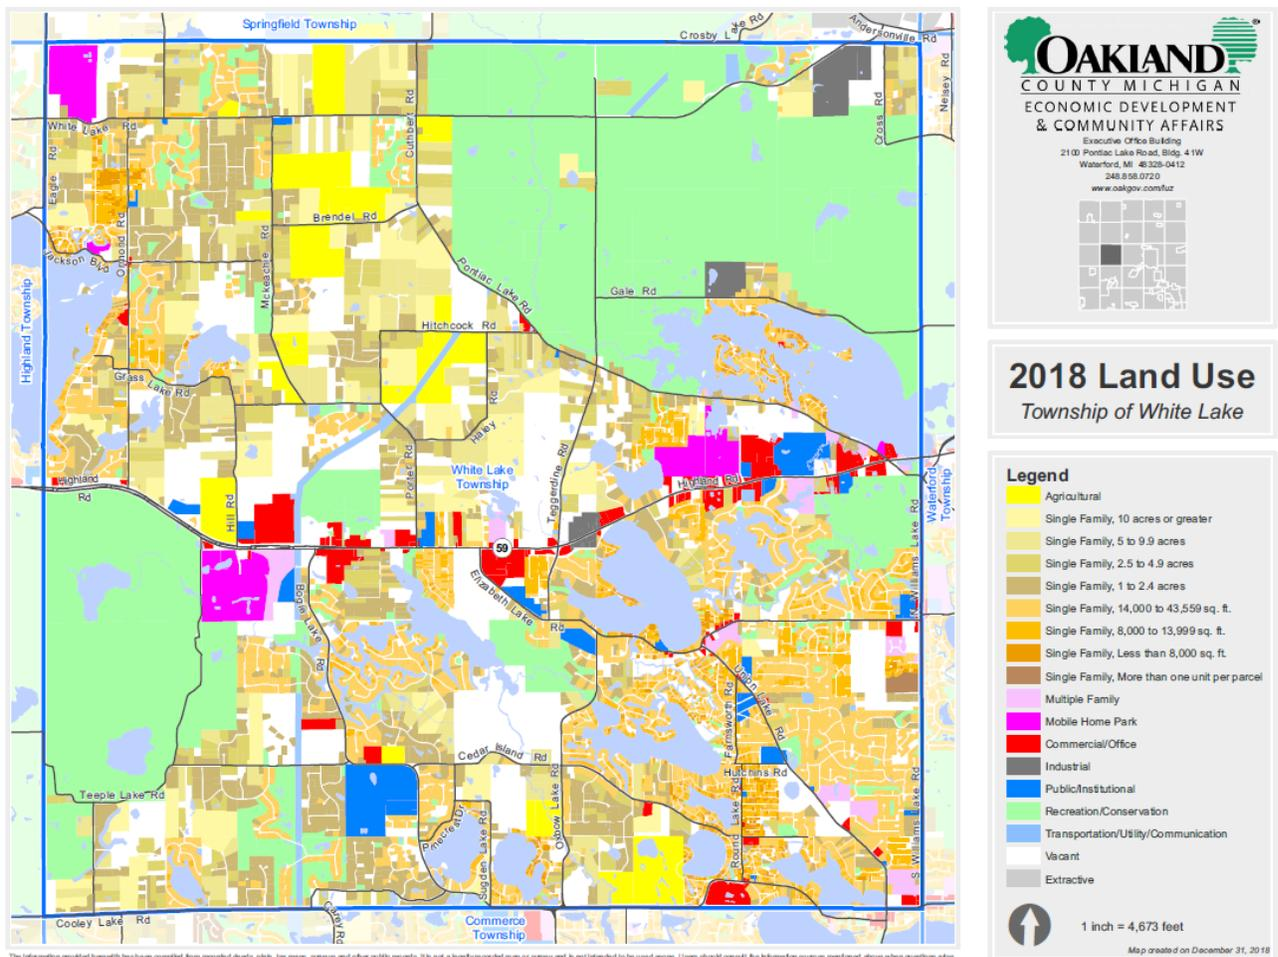 Springfield Township
Crosby Lake Rd
Andersonville Rd
Nelsey Rd
Cross Rd
Cuthbert Rd
White Lake Rd
Eagle Rd
Ormond Rd
Jackson Blvd
Brendel Rd
Mckeachie Rd
Pontiac Lake Rd
Gale Rd
Hitchcock Rd
Highland Township
Grass Lake Rd
Haley Rd
Porter Rd
Teggerdine Rd
White Lake
Township
Highland Rd
Highland
Rd
Hill Rd
59
Waterford
Township
N Williams Lake Rd
Elizabeth Lake Rd
Bogie Lake Rd
Union Lake Rd
Farnsworth Rd
Cedar Island Rd
Hutchins Rd
Teeple Lake Rd
Pinecrest Dr
Sugden Lake Rd
Oxbow Lake Rd
Round Lake Rd
S Williams Lake Rd
Cooley Lake Rd
Carey Rd
Commerce
Township
OAKLAND
COUNTY MICHIGAN
ECONOMIC DEVELOPMENT
& COMMUNITY AFFAIRS
Executive Office Building
2100 Pontiac Lake Road, Bldg. 41W
Waterford, MI 48328-0412
248.858.0720
www.oakgov.com/luz
2018 Land Use
Township of White Lake
Legend
Agricultural
Single Family, 10 acres or greater
Single Family, 5 to 9.9 acres
Single Family, 2.5 to 4.9 acres
Single Family, 1 to 2.4 acres
Single Family, 14,000 to 43,559 sq. ft.
Single Family, 8,000 to 13,999 sq. ft.
Single Family, Less than 8,000 sq. ft.
Single Family, More than one unit per parcel
Multiple Family
Mobile Home Park
Commercial/Office
Industrial
Public/Institutional
Recreation/Conservation
Transportation/Utility/Communication
Vacant
Extractive
1 inch = 4,673 feet
Map created on December 31, 2018